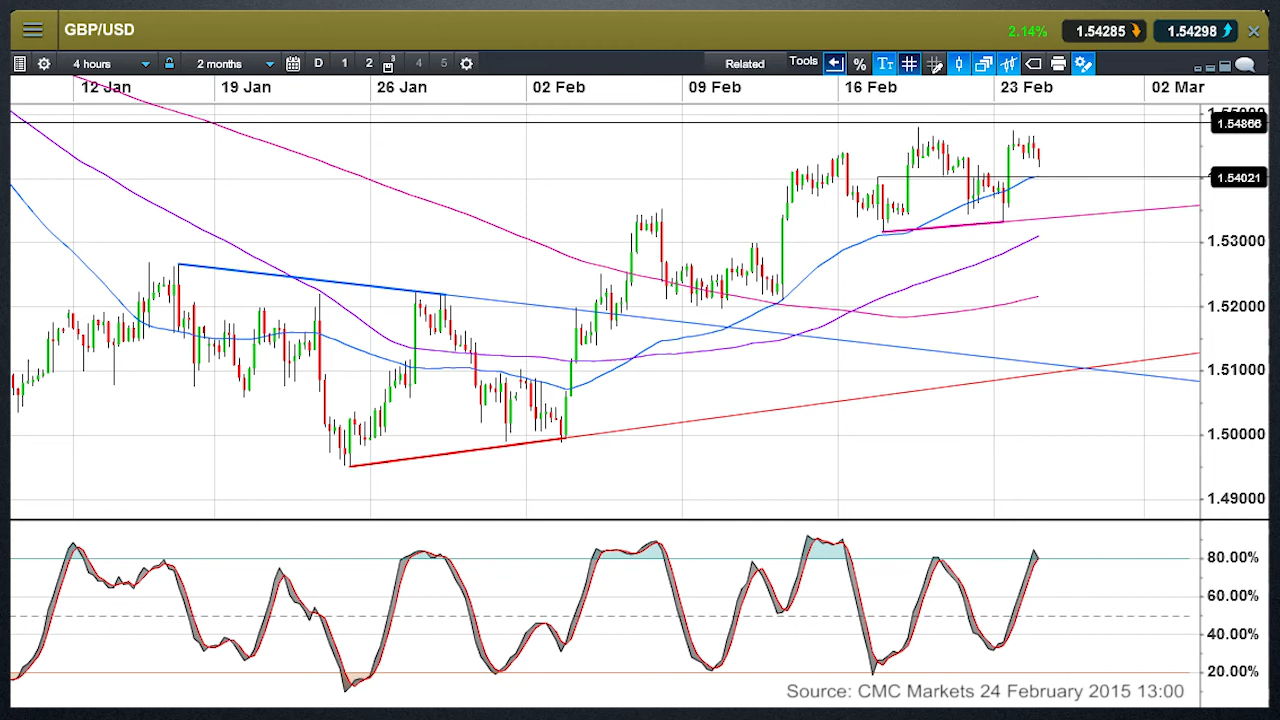 GBP/USD 2.14% 1.54285 1.54298
4 hours 2 months D 1 2 3 4 5 Related Tools % TT
12 Jan 19 Jan 26 Jan 02 Feb 09 Feb 16 Feb 23 Feb 02 Mar
1.54866
1.54021
1.53000
1.52000
1.51000
1.50000
1.49000
80.00%
60.00%
40.00%
20.00%
Source: CMC Markets 24 February 2015 13:00